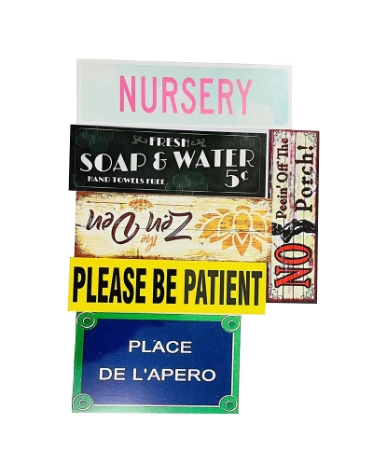 NURSERY
FRESH
SOAP & WATER
HAND TOWELS FREE 5¢
The
Zen Den
NO Peein' Off The
Porch!
PLEASE BE PATIENT
PLACE
DE L'APERO